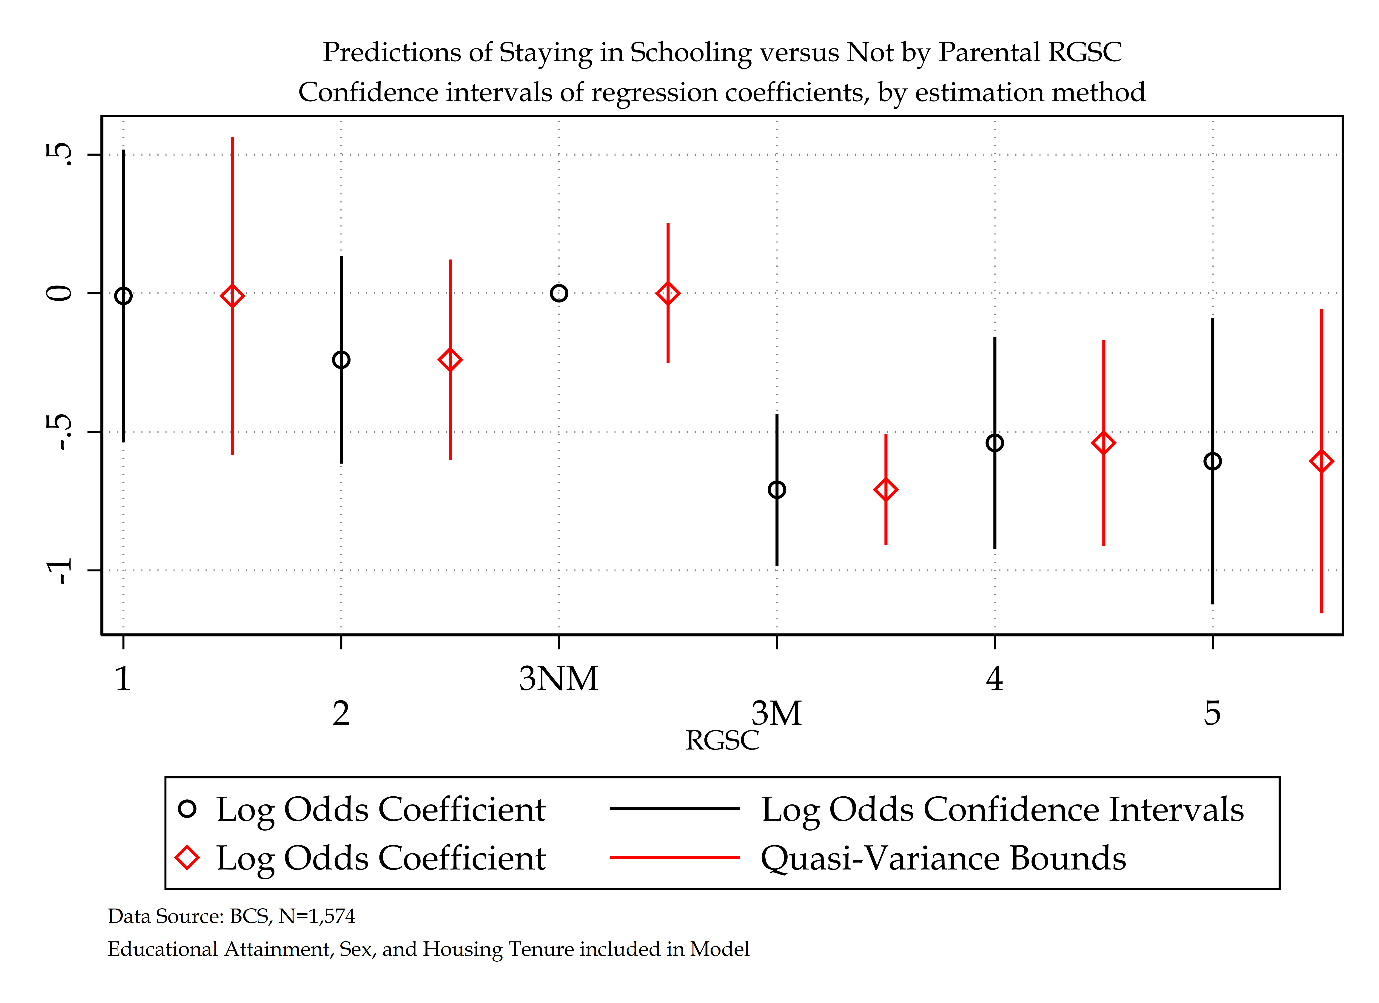 Predictions of Staying in Schooling versus Not by Parental RGSC
Confidence intervals of regression coefficients, by estimation method
.5
0
-.5
-1
1
2
3NM
3M
4
5
RGSC
Log Odds Coefficient
Log Odds Confidence Intervals
Log Odds Coefficient
Quasi-Variance Bounds
Data Source: BCS, N=1,574
Educational Attainment, Sex, and Housing Tenure included in Model